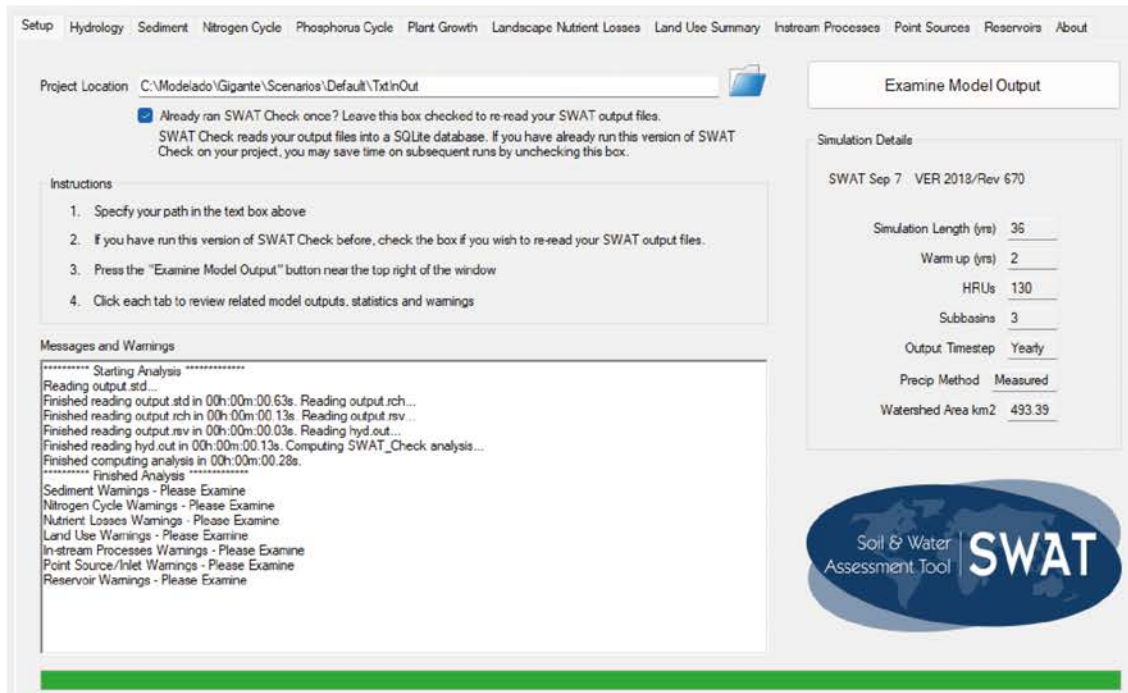 Setup Hydrology Sediment Nitrogen Cycle Phosphorus Cycle Plant Growth Landscape Nutrient Losses Land Use Summary Instream Processes Point Sources Reservoirs About
Project Location C:\Modelado\Gigante\Scenarios\Default\TxtInOut
Examine Model Output
Already ran SWAT Check once? Leave this box checked to re-read your SWAT output files.
SWAT Check reads your output files into a SQLite database. If you have already run this version of SWAT
Check on your project, you may save time on subsequent runs by unchecking this box.
Instructions
1. Specify your path in the text box above
2. If you have run this version of SWAT Check before, check the box if you wish to re-read your SWAT output files.
3. Press the "Examine Model Output" button near the top right of the window
4. Click each tab to review related model outputs, statistics and warnings
Simulation Details
SWAT Sep 7 VER 2018/Rev 670
Simulation Length (yrs) 36
Warm up (yrs) 2
HRUs 130
Subbasins 3
Output Timestep Yearly
Precip Method Measured
Watershed Area km2 493.39
Messages and Warnings
********** Starting Analysis *************
Reading output.std...
Finished reading output.std in 00h:00m:00.63s. Reading output.rch...
Finished reading output.rch in 00h:00m:00.13s. Reading output.rsv...
Finished reading output.rsv in 00h:00m:00.03s. Reading hyd.out...
Finished reading hyd.out in 00h:00m:00.13s. Computing SWAT_Check analysis...
Finished computing analysis in 00h:00m:00.28s.
********** Finished Analysis *************
Sediment Warnings - Please Examine
Nitrogen Cycle Warnings - Please Examine
Nutrient Losses Warnings - Please Examine
Land Use Warnings - Please Examine
In-stream Processes Warnings - Please Examine
Point Source/Inlet Warnings - Please Examine
Reservoir Warnings - Please Examine
Soil & Water
Assessment Tool
SWAT